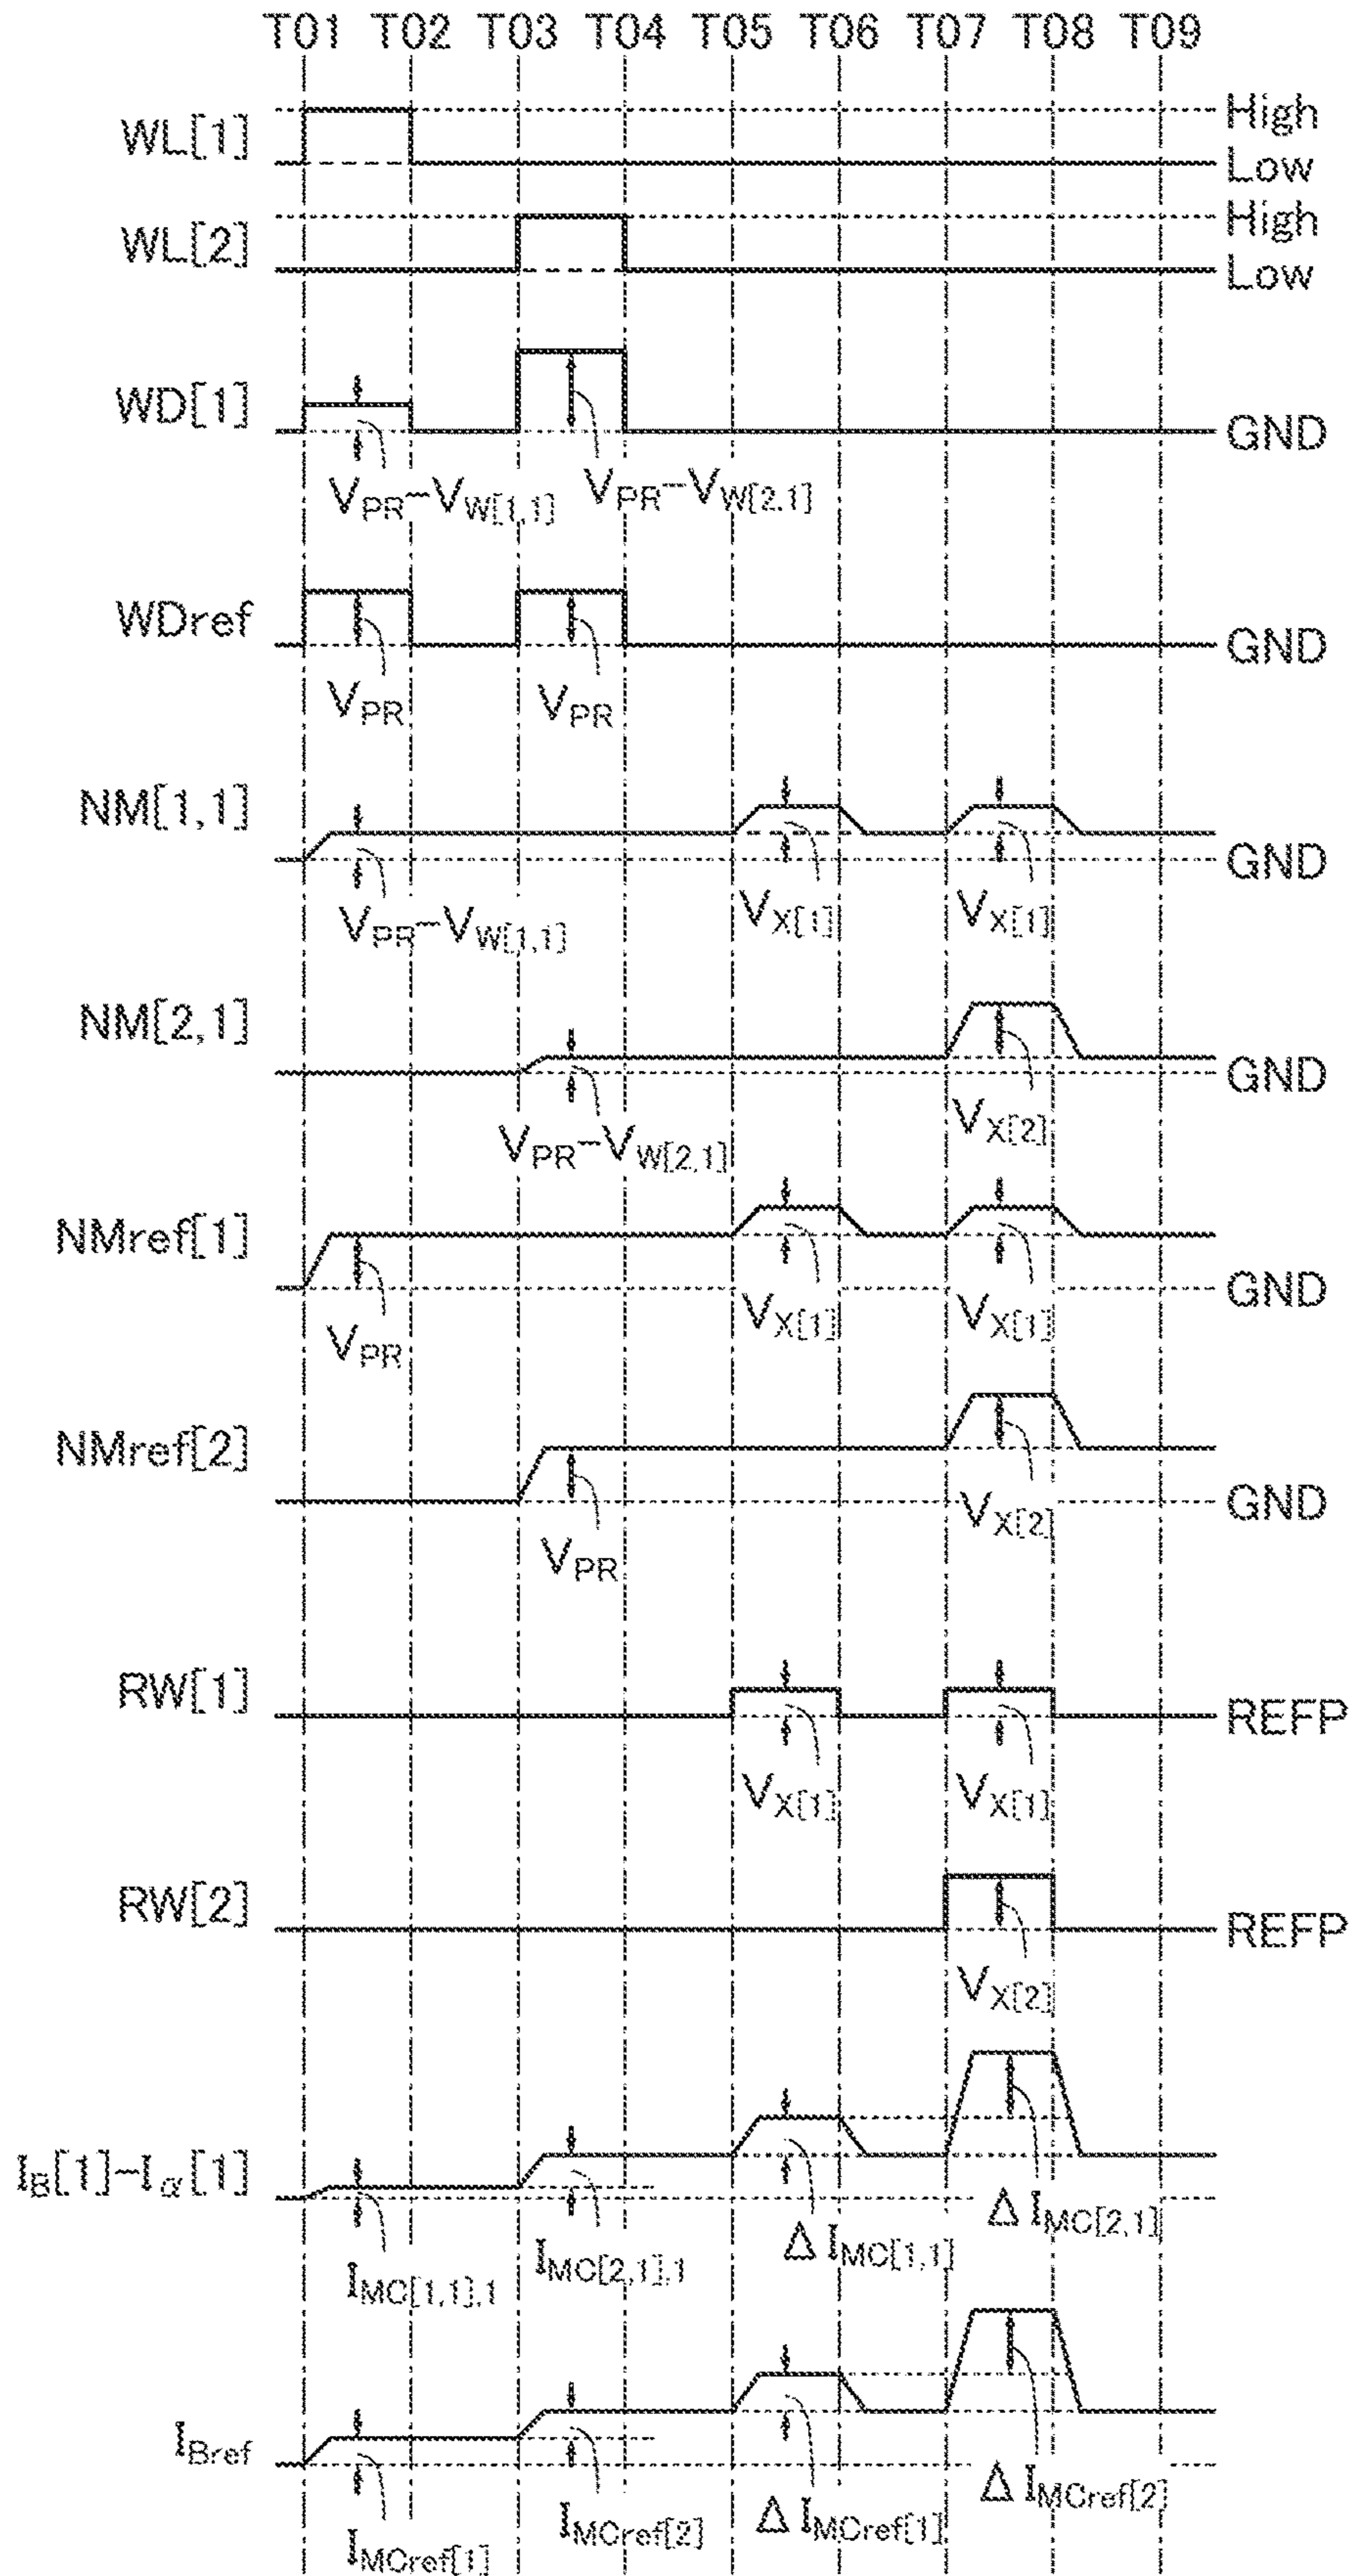 T01 T02 T03 T04 T05 T06 T07 T08 T09
WL[1] High
Low
WL[2] High
Low
WD[1] GND
VPR−VW[1,1] VPR−VW[2,1]
WDref GND
VPR VPR
NM[1,1] GND
VPR−VW[1,1] VX[1] VX[1]
NM[2,1] GND
VPR−VW[2,1] VX[2]
NMref[1] GND
VPR VX[1] VX[1]
NMref[2] GND
VPR VX[2]
RW[1] REFP
VX[1] VX[1]
RW[2] REFP
VX[2]
IB[1]−Iα[1]
IMC[1,1],1 IMC[2,1],1 Δ IMC[1,1] Δ IMC[2,1]
IBref
IMCref[1] IMCref[2] Δ IMCref[1] Δ IMCref[2]